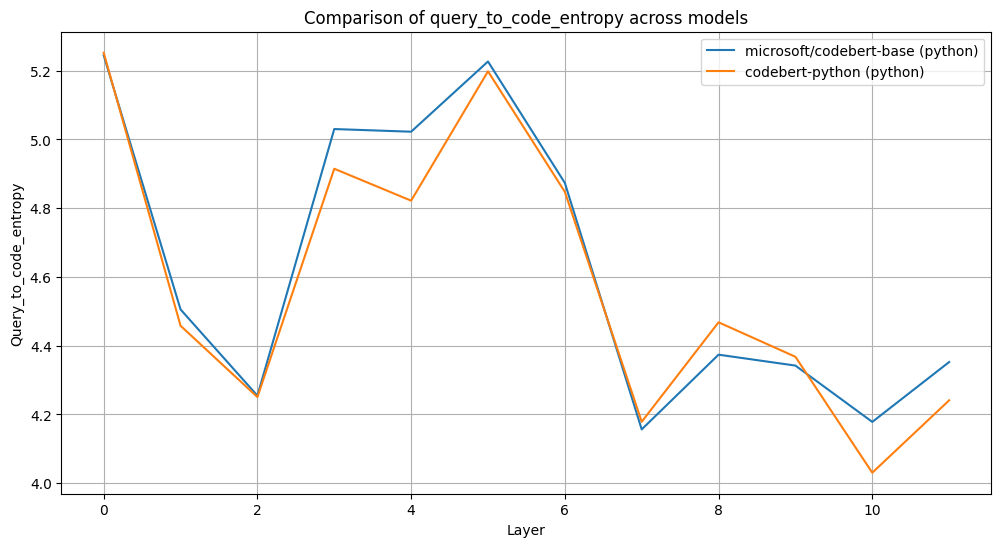 Comparison of query_to_code_entropy across models
microsoft/codebert-base (python)
codebert-python (python)
Query_to_code_entropy
5.2
5.0
4.8
4.6
4.4
4.2
4.0
0
2
4
6
8
10
Layer